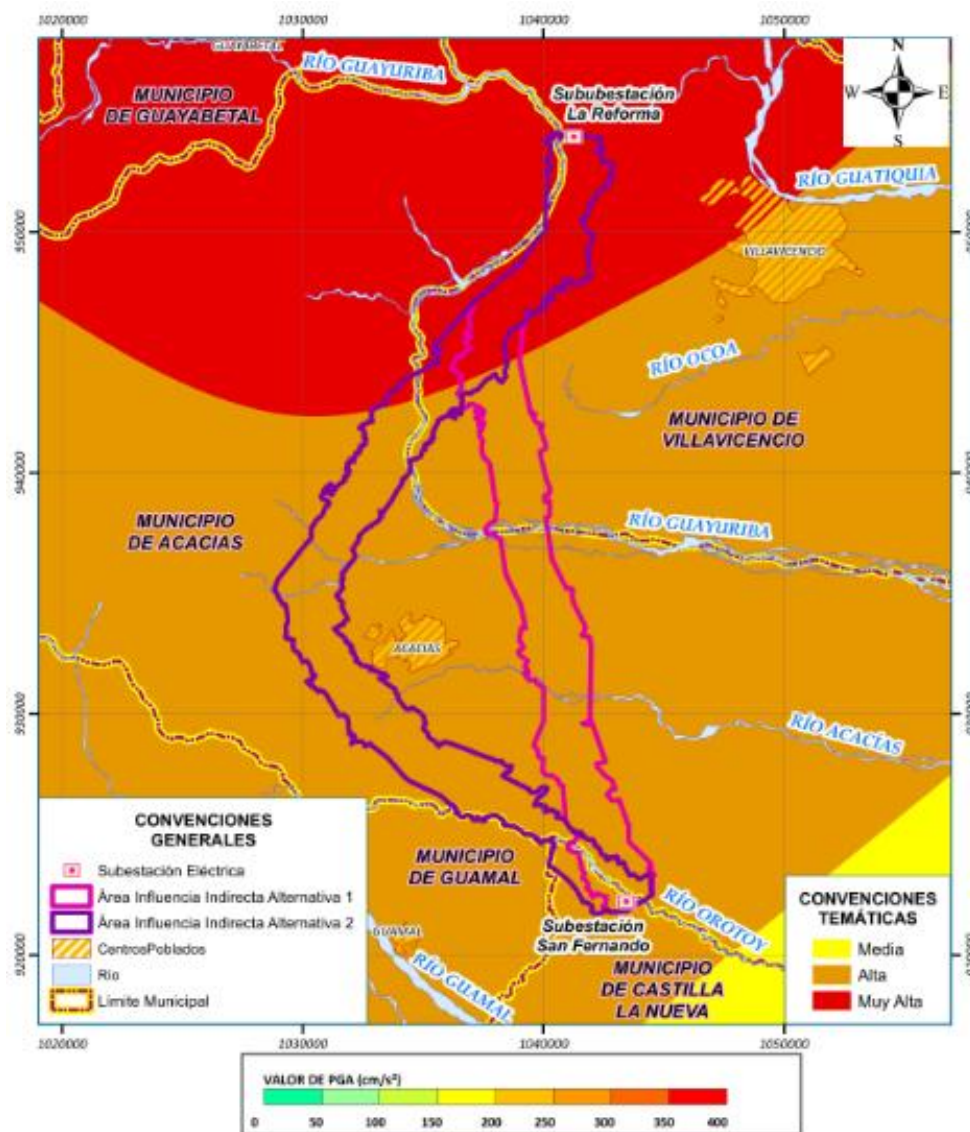 1020000
1030000
1040000
1050000
GUAYABETAL
RÍO GUAYURIBA
N
W
E
S
MUNICIPIO
DE GUAYABETAL
Sububestación
La Reforma
RÍO GUATIQUIA
VILLAVICENCIO
RÍO OCOA
MUNICIPIO DE
VILLAVICENCIO
940000
MUNICIPIO
DE ACACIAS
RÍO GUAYURIBA
ACACIAS
930000
RÍO ACACÍAS
CONVENCIONES
GENERALES
Subestación Eléctrica
Área Influencia Indirecta Alternativa 1
Área Influencia Indirecta Alternativa 2
CentrosPoblados
Río
Límite Municipal
MUNICIPIO
DE GUAMAL
RÍO OROTOY
GUAMAL
RÍO GUAMAL
Subestación
San Fernando
MUNICIPIO
DE CASTILLA
LA NUEVA
CONVENCIONES
TEMÁTICAS
Media
Alta
Muy Alta
1020000
1030000
1040000
1050000
VALOR DE PGA (cm/s²)
0 50 100 150 200 250 300 350 400